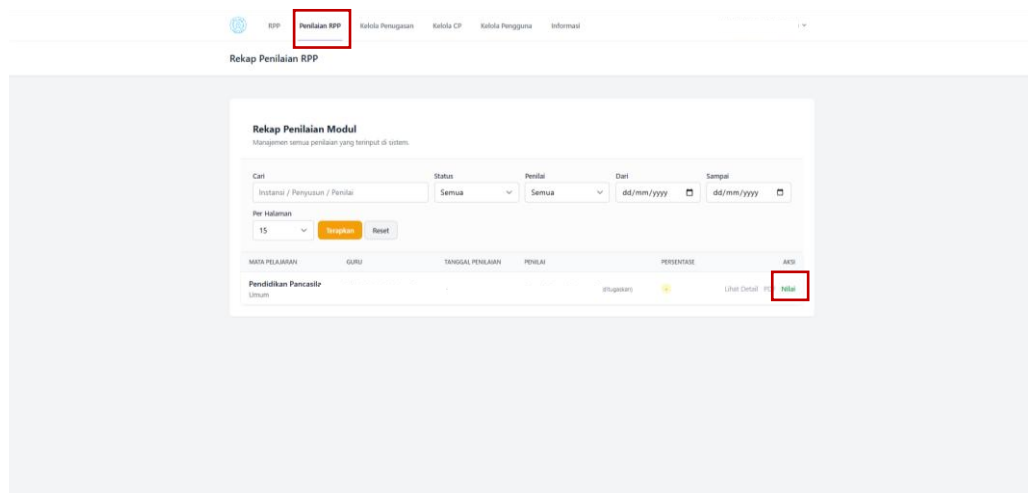 RPP Penilaian RPP Kelola Penugasan Kelola CP Kelola Pengguna Informasi
Rekap Penilaian RPP
Rekap Penilaian Modul
Manajemen semua penilaian yang terinput di sistem.
Cari Status Penilai Dari Sampai
Instansi / Penyusun / Penilai Semua Semua dd/mm/yyyy dd/mm/yyyy
Per Halaman
15 Terapkan Reset
MATA PELAJARAN GURU TANGGAL PENILAIAN PENILAI PERSENTASE AKSI
Pendidikan Pancasila (ditugaskan) - Lihat Detail PDF Nilai
Umum